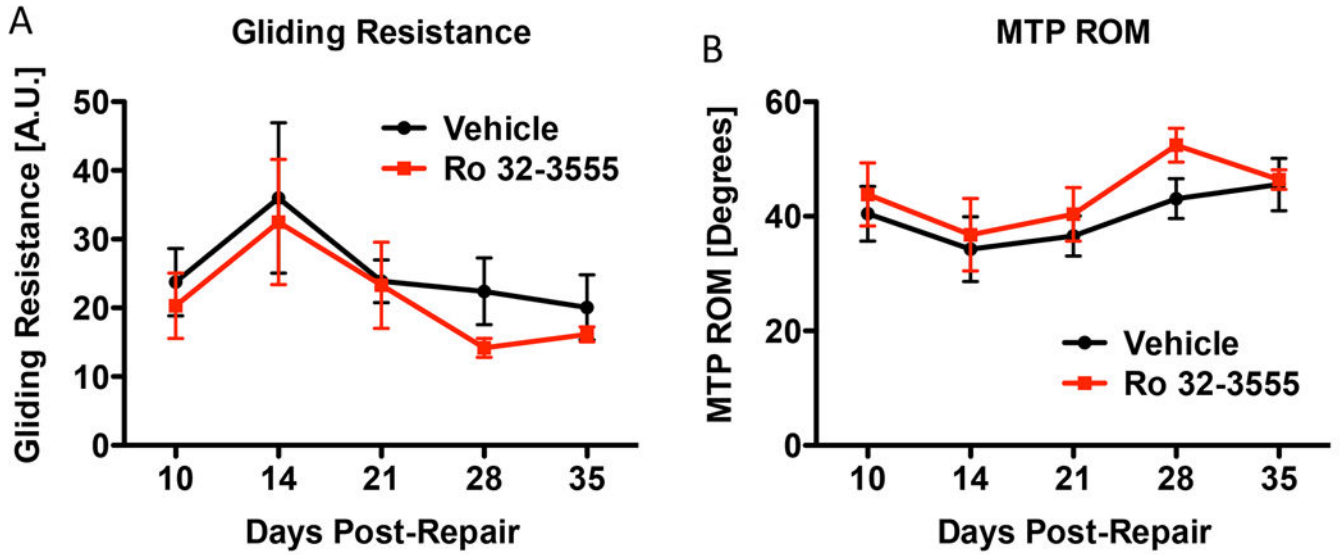 A
Gliding Resistance
Gliding Resistance [A.U.]
50
40
30
20
10
0
Vehicle
Ro 32-3555
10 14 21 28 35
Days Post-Repair
B
MTP ROM
MTP ROM [Degrees]
60
40
20
0
Vehicle
Ro 32-3555
10 14 21 28 35
Days Post-Repair